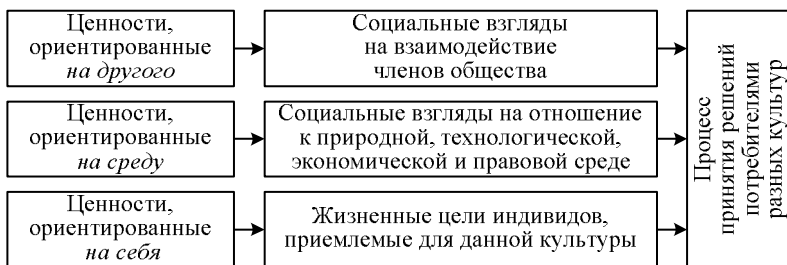 Ценности,
ориентированные
на другого
Социальные взгляды
на взаимодействие
членов общества
Ценности,
ориентированные
на среду
Социальные взгляды на отношение
к природной, технологической,
экономической и правовой среде
Ценности,
ориентированные
на себя
Жизненные цели индивидов,
приемлемые для данной культуры
Процесс
принятия решений
потребителями
разных культур